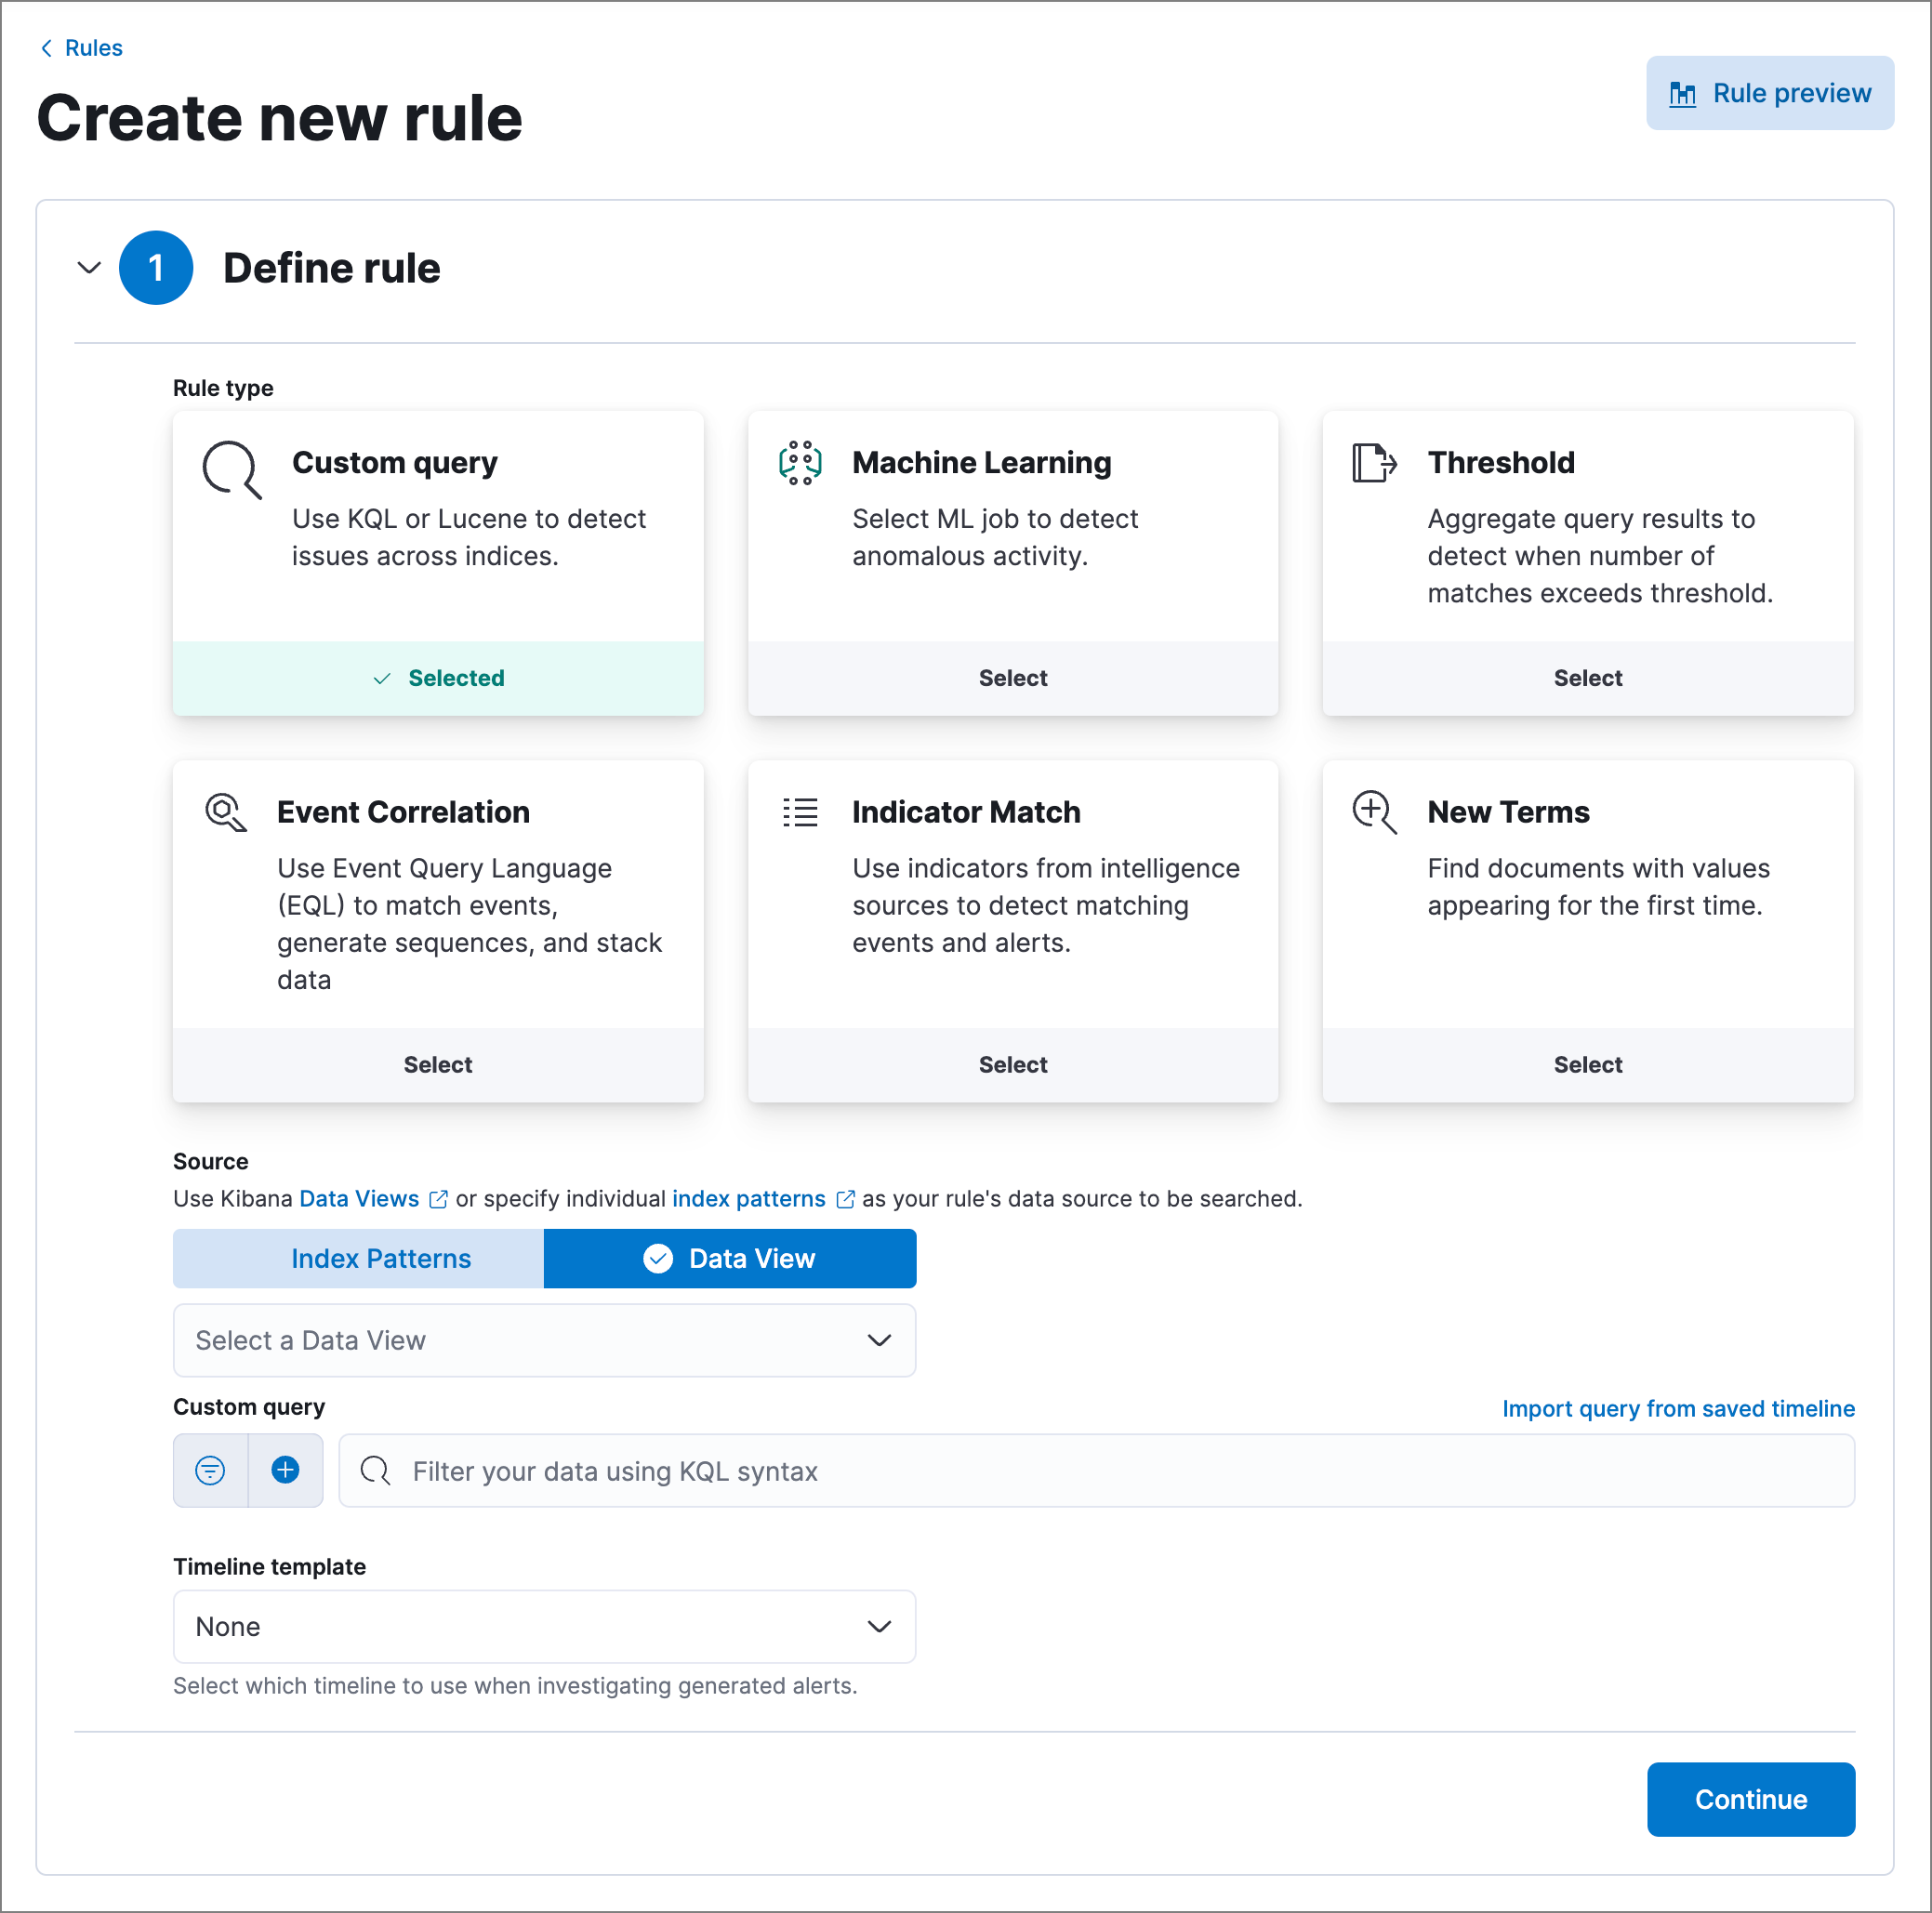 Rules
Create new rule
Rule preview
1
Define rule
Rule type
Custom query
Use KQL or Lucene to detect
issues across indices.
Selected
Machine Learning
Select ML job to detect
anomalous activity.
Select
Threshold
Aggregate query results to
detect when number of
matches exceeds threshold.
Select
Event Correlation
Use Event Query Language
(EQL) to match events,
generate sequences, and stack
data
Select
Indicator Match
Use indicators from intelligence
sources to detect matching
events and alerts.
Select
New Terms
Find documents with values
appearing for the first time.
Select
Source
Use Kibana Data Views or specify individual index patterns as your rule's data source to be searched.
Index Patterns
Data View
Select a Data View
Custom query
Import query from saved timeline
Filter your data using KQL syntax
Timeline template
None
Select which timeline to use when investigating generated alerts.
Continue